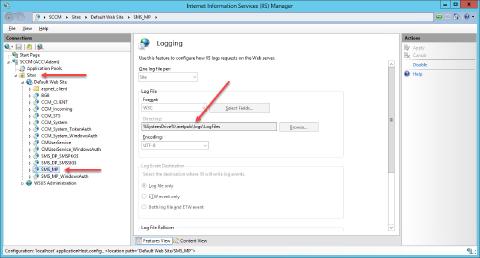 Internet Information Services (IIS) Manager
SCCM ▸ Sites ▸ Default Web Site ▸ SMS_MP ▸
File View Help
Connections
Start Page
SCCM (ACC\Admin)
Application Pools
Sites
Default Web Site
aspnet_client
BGB
CCM_CLIENT
CCM_Incoming
CCM_STS
CCM_System
CCM_System_TokenAuth
CCM_System_WindowsAuth
CMUserService
CMUserService_WindowsAuth
SMS_DP_SMSPKG$
SMS_DP_SMSSIG$
SMS_MP
SMS_MP_WindowsAuth
WSUS Administration
Logging
Use this feature to configure how IIS logs requests on the Web server.
One log file per:
Site
Log File
Format:
W3C
Select Fields...
Directory:
%SystemDrive%\inetpub\logs\LogFiles
Browse...
Encoding:
UTF-8
Log Event Destination
Select the destination where IIS will write log events.
Log file only
ETW event only
Both log file and ETW event
Log File Rollover
Features View
Content View
Actions
Apply
Cancel
Disable
Help
Configuration: 'localhost' applicationHost.config , <location path="Default Web Site/SMS_MP">